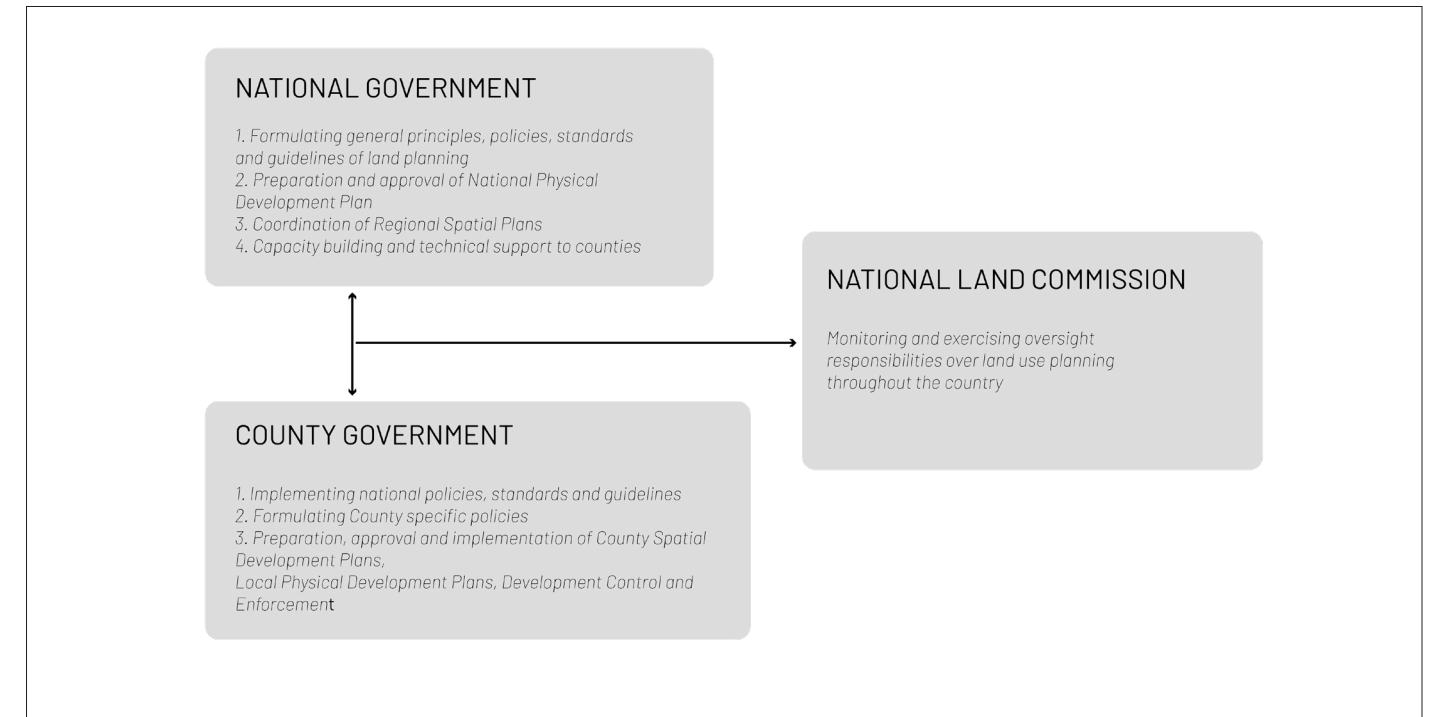 NATIONAL GOVERNMENT
1. Formulating general principles, policies, standards
and guidelines of land planning
2. Preparation and approval of National Physical
Development Plan
3. Coordination of Regional Spatial Plans
4. Capacity building and technical support to counties
NATIONAL LAND COMMISSION
Monitoring and exercising oversight
responsibilities over land use planning
throughout the country
COUNTY GOVERNMENT
1. Implementing national policies, standards and guidelines
2. Formulating County specific policies
3. Preparation, approval and implementation of County Spatial
Development Plans,
Local Physical Development Plans, Development Control and
Enforcement